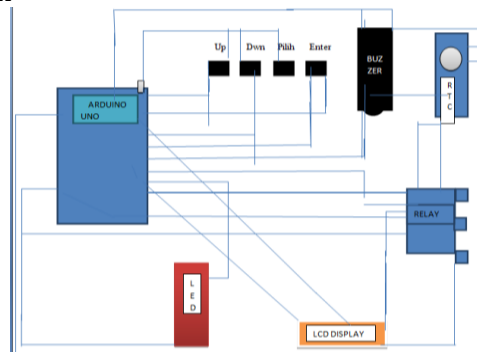 Up Dwn Pilih Enter
BUZ
ZER
R
T
C
ARDUINO
UNO
RELAY
L
E
D
LCD DISPLAY